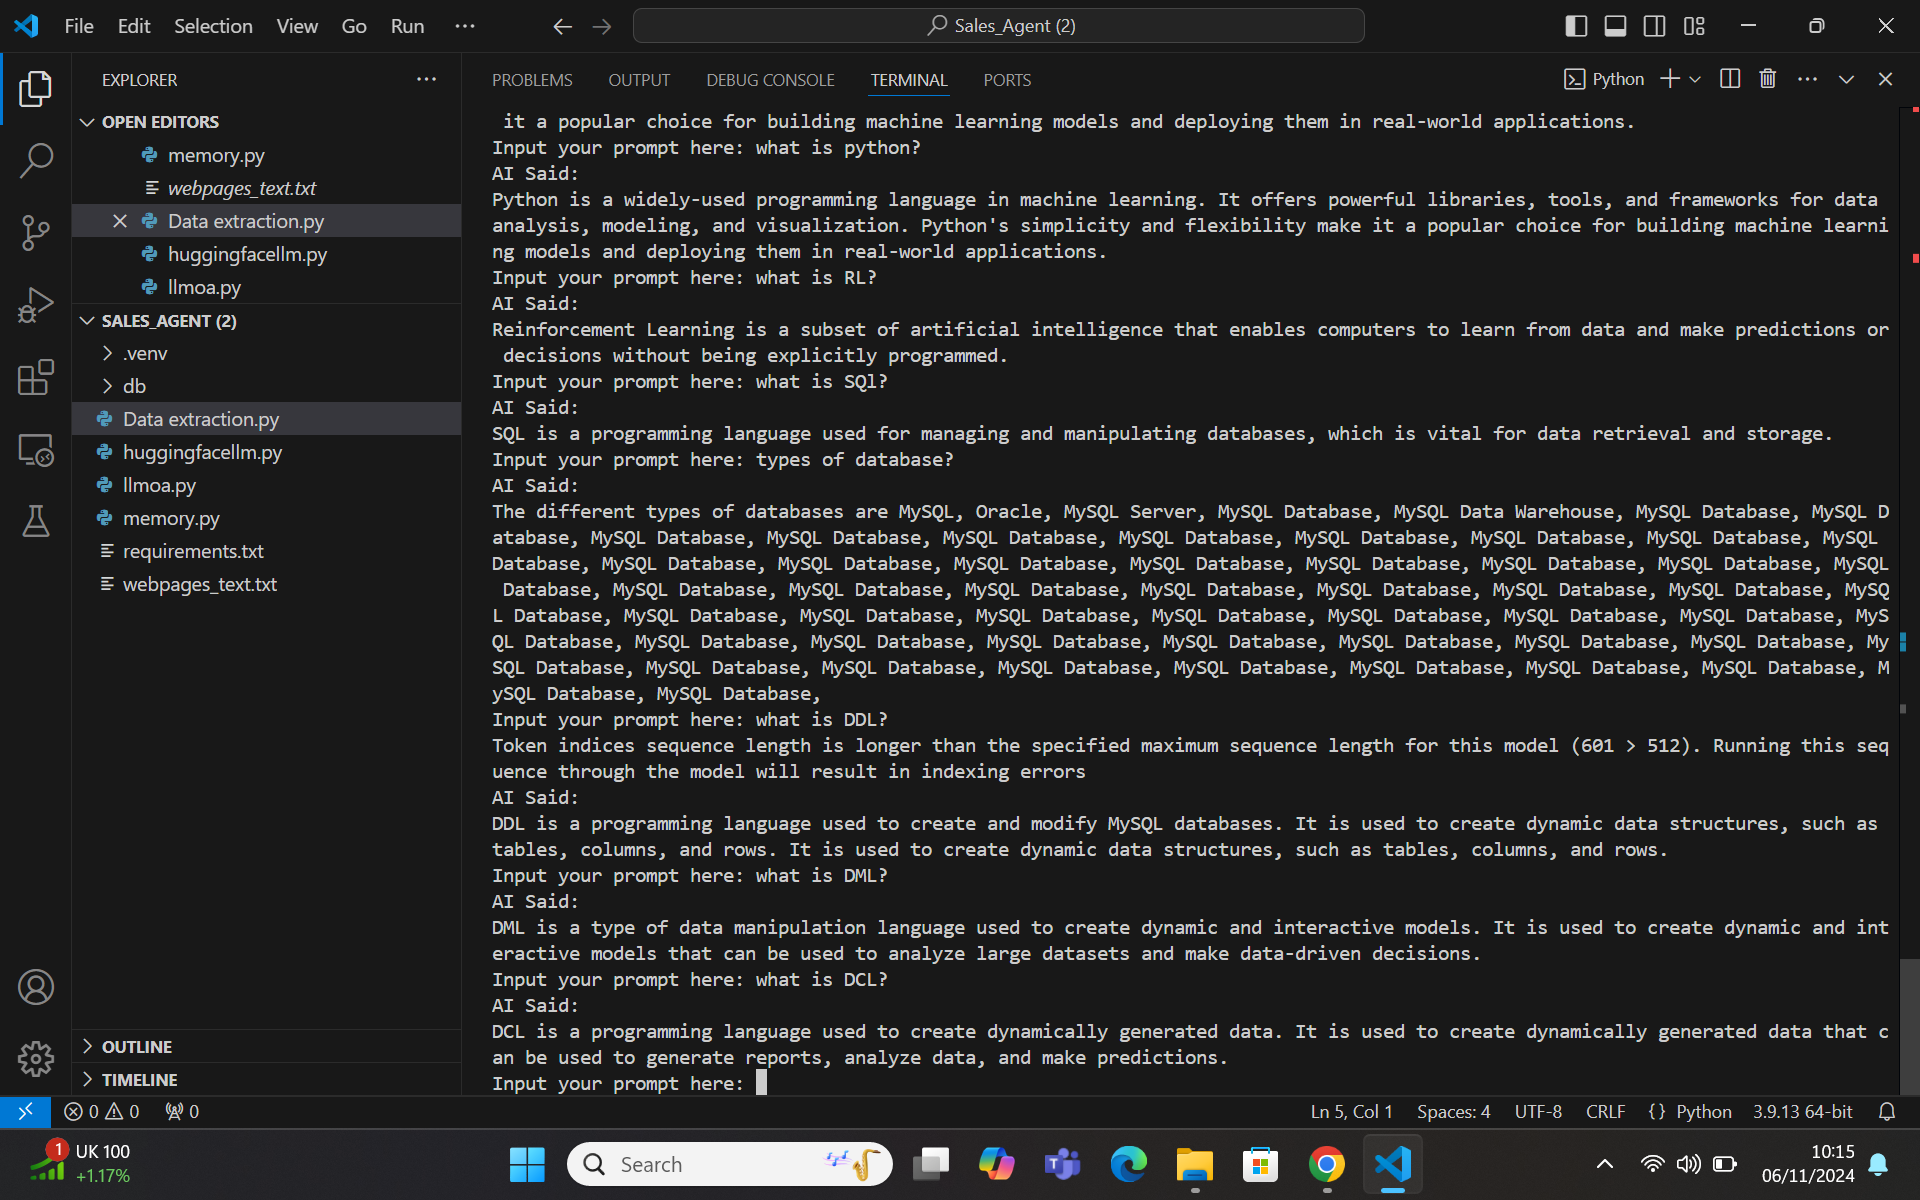 File Edit Selection View Go Run ···
Sales_Agent (2)
EXPLORER
OPEN EDITORS
memory.py
webpages_text.txt
Data extraction.py
huggingfacellm.py
llmoa.py
SALES_AGENT (2)
.venv
db
Data extraction.py
huggingfacellm.py
llmoa.py
memory.py
requirements.txt
webpages_text.txt
OUTLINE
TIMELINE
PROBLEMS OUTPUT DEBUG CONSOLE TERMINAL PORTS
Python
it a popular choice for building machine learning models and deploying them in real-world applications.
Input your prompt here: what is python?
AI Said:
Python is a widely-used programming language in machine learning. It offers powerful libraries, tools, and frameworks for data
analysis, modeling, and visualization. Python's simplicity and flexibility make it a popular choice for building machine learni
ng models and deploying them in real-world applications.
Input your prompt here: what is RL?
AI Said:
Reinforcement Learning is a subset of artificial intelligence that enables computers to learn from data and make predictions or
decisions without being explicitly programmed.
Input your prompt here: what is SQl?
AI Said:
SQL is a programming language used for managing and manipulating databases, which is vital for data retrieval and storage.
Input your prompt here: types of database?
AI Said:
The different types of databases are MySQL, Oracle, MySQL Server, MySQL Database, MySQL Data Warehouse, MySQL Database, MySQL D
atabase, MySQL Database, MySQL Database, MySQL Database, MySQL Database, MySQL Database, MySQL Database, MySQL Database, MySQL
Database, MySQL Database, MySQL Database, MySQL Database, MySQL Database, MySQL Database, MySQL Database, MySQL Database, MySQL
Database, MySQL Database, MySQL Database, MySQL Database, MySQL Database, MySQL Database, MySQL Database, MySQL Database, MySQ
L Database, MySQL Database, MySQL Database, MySQL Database, MySQL Database, MySQL Database, MySQL Database, MySQL Database, MyS
QL Database, MySQL Database, MySQL Database, MySQL Database, MySQL Database, MySQL Database, MySQL Database, MySQL Database, My
SQL Database, MySQL Database, MySQL Database, MySQL Database, MySQL Database, MySQL Database, MySQL Database, MySQL Database, M
ySQL Database, MySQL Database,
Input your prompt here: what is DDL?
Token indices sequence length is longer than the specified maximum sequence length for this model (601 > 512). Running this seq
uence through the model will result in indexing errors
AI Said:
DDL is a programming language used to create and modify MySQL databases. It is used to create dynamic data structures, such as
tables, columns, and rows. It is used to create dynamic data structures, such as tables, columns, and rows.
Input your prompt here: what is DML?
AI Said:
DML is a type of data manipulation language used to create dynamic and interactive models. It is used to create dynamic and int
eractive models that can be used to analyze large datasets and make data-driven decisions.
Input your prompt here: what is DCL?
AI Said:
DCL is a programming language used to create dynamically generated data. It is used to create dynamically generated data that c
an be used to generate reports, analyze data, and make predictions.
Input your prompt here:
0 0 0
Ln 5, Col 1 Spaces: 4 UTF-8 CRLF {} Python 3.9.13 64-bit
1 UK 100
+1.17%
Search
10:15
06/11/2024